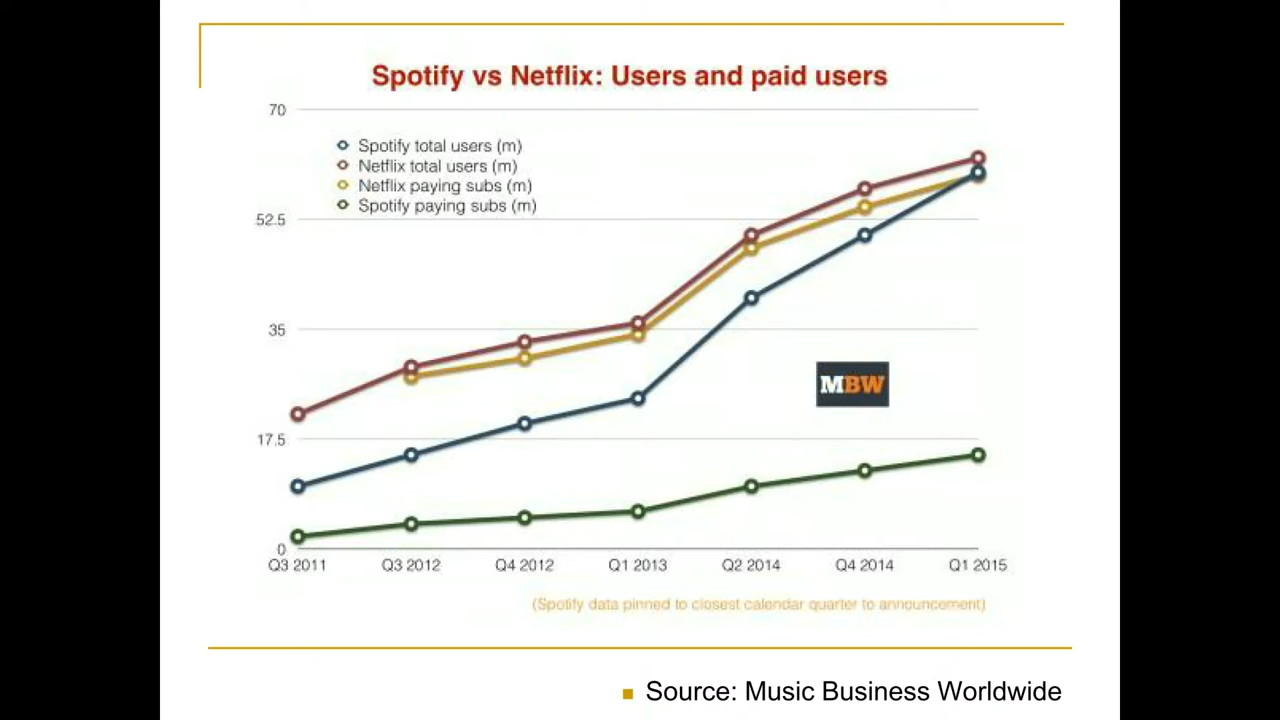 Spotify vs Netflix: Users and paid users
70
Spotify total users (m)
Netflix total users (m)
Netflix paying subs (m)
Spotify paying subs (m)
52.5
35
MBW
17.5
0
Q3 2011 Q3 2012 Q4 2012 Q1 2013 Q2 2014 Q4 2014 Q1 2015
(Spotify data pinned to closest calendar quarter to announcement)
Source: Music Business Worldwide